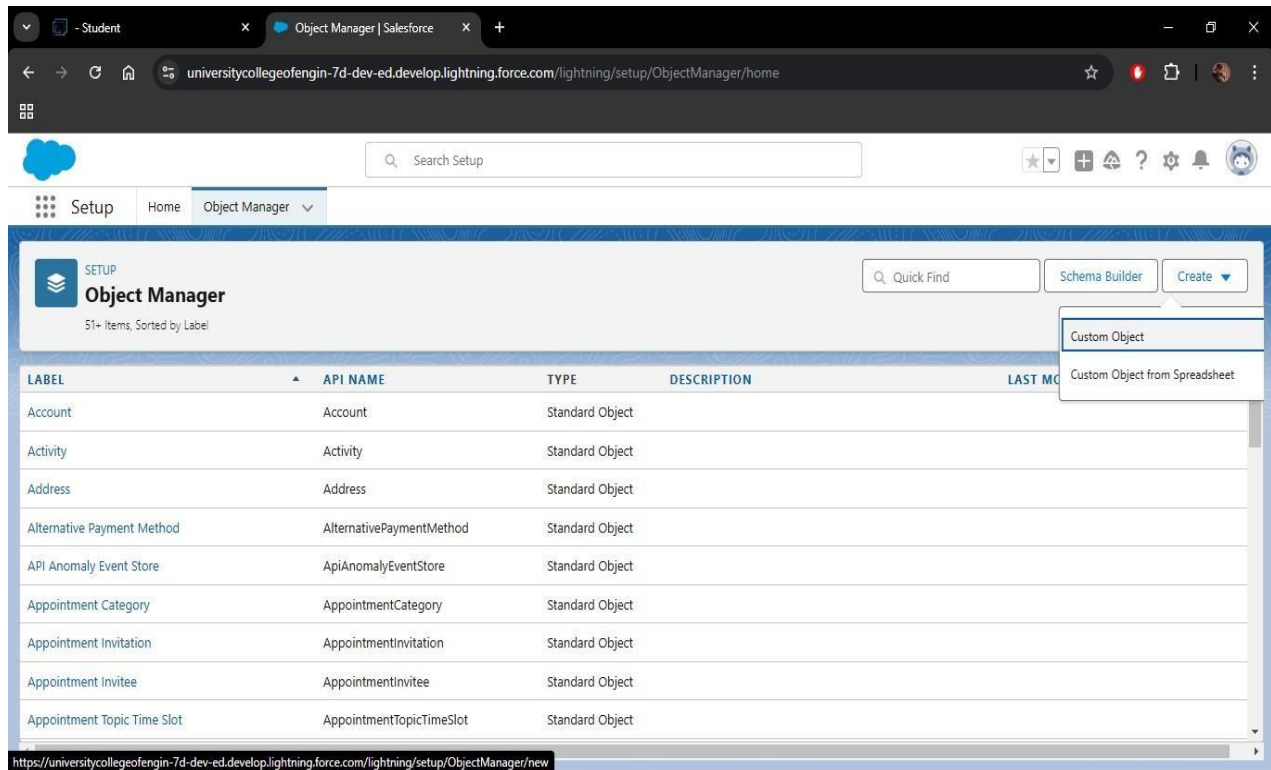 - Student
Object Manager | Salesforce
universitycollegeofengin-7d-dev-ed.develop.lightning.force.com/lightning/setup/ObjectManager/home
Search Setup
Setup Home Object Manager
SETUP
Object Manager
51+ Items, Sorted by Label
Quick Find
Schema Builder
Create
Custom Object
Custom Object from Spreadsheet
LABEL API NAME TYPE DESCRIPTION LAST MO
Account Account Standard Object
Activity Activity Standard Object
Address Address Standard Object
Alternative Payment Method AlternativePaymentMethod Standard Object
API Anomaly Event Store ApiAnomalyEventStore Standard Object
Appointment Category AppointmentCategory Standard Object
Appointment Invitation AppointmentInvitation Standard Object
Appointment Invitee AppointmentInvitee Standard Object
Appointment Topic Time Slot AppointmentTopicTimeSlot Standard Object
https://universitycollegeofengin-7d-dev-ed.develop.lightning.force.com/lightning/setup/ObjectManager/new